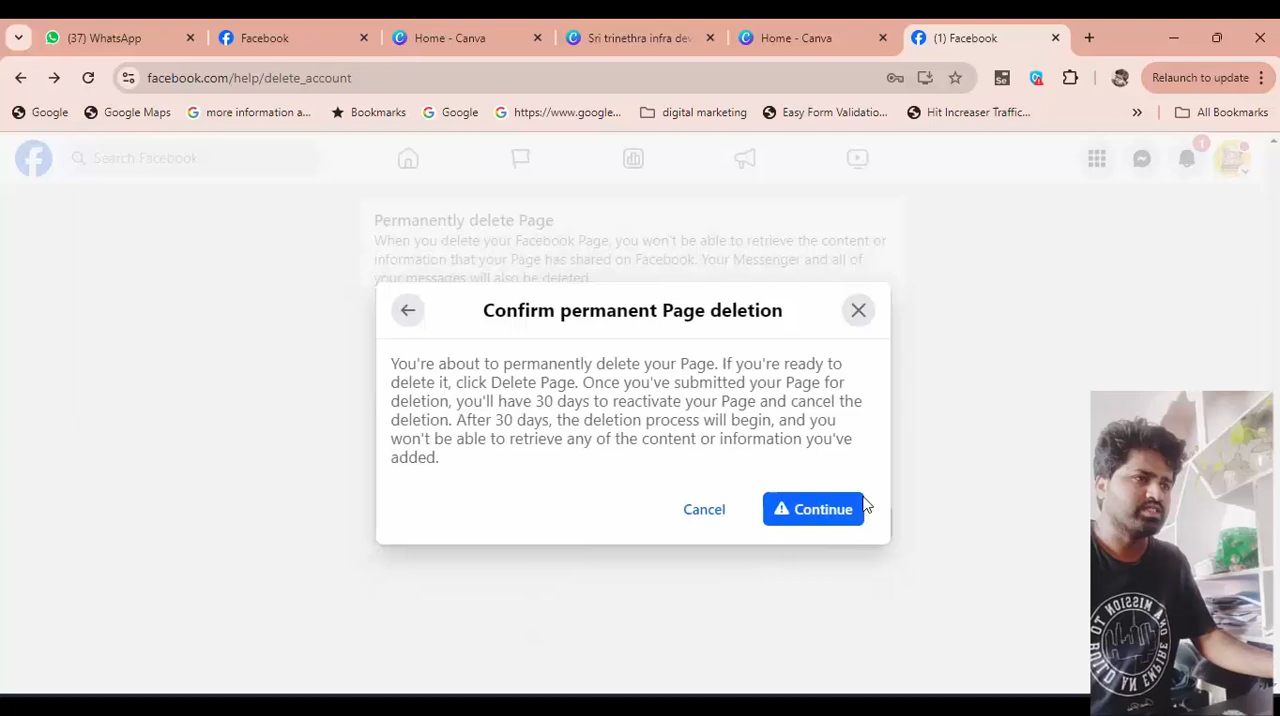 (37) WhatsApp
Facebook
Home - Canva
Sri trinethra infra dev
Home - Canva
(1) Facebook
facebook.com/help/delete_account
Se
Relaunch to update
Google
Google Maps
more information a...
Bookmarks
Google
https://www.google...
digital marketing
Easy Form Validatio...
Hit Increaser Traffic...
»
All Bookmarks
Search Facebook
1
Permanently delete Page
When you delete your Facebook Page, you won't be able to retrieve the content or
information that your Page has shared on Facebook. Your Messenger and all of
your messages will also be deleted.
Confirm permanent Page deletion
You're about to permanently delete your Page. If you're ready to
delete it, click Delete Page. Once you've submitted your Page for
deletion, you'll have 30 days to reactivate your Page and cancel the
deletion. After 30 days, the deletion process will begin, and you
won't be able to retrieve any of the content or information you've
added.
Cancel
Continue
A MISSION
TO
BUILD AN EMPIRE